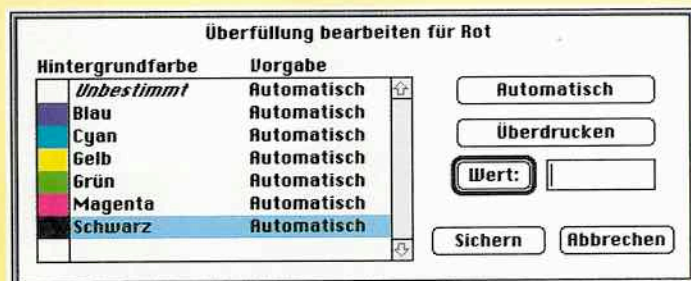 Überfüllung bearbeiten für Rot
Hintergrundfarbe Vorgabe
Unbestimmt Automatisch
Blau Automatisch
Cyan Automatisch
Gelb Automatisch
Grün Automatisch
Magenta Automatisch
Schwarz Automatisch
Automatisch
Überdrucken
Wert:
Sichern Abbrechen